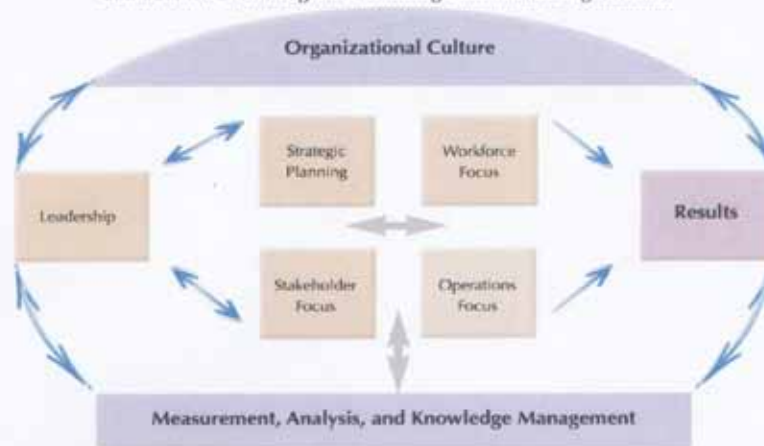 Organizational Culture
Strategic
Planning
Workforce
Focus
Leadership
Results
Stakeholder
Focus
Operations
Focus
Measurement, Analysis, and Knowledge Management